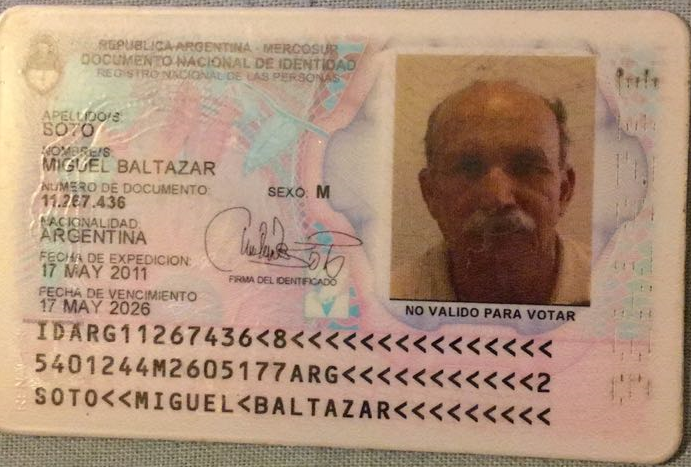 REPUBLICA ARGENTINA - MERCOSUR
DOCUMENTO NACIONAL DE IDENTIDAD
REGISTRO NACIONAL DE LAS PERSONAS
APELLIDO/S
SOTO
NOMBRE/S
MIGUEL BALTAZAR
NUMERO DE DOCUMENTO:
11.267.436
SEXO: M
NACIONALIDAD:
ARGENTINA
FECHA DE EXPEDICION:
17 MAY 2011
FIRMA DEL IDENTIFICADO
FECHA DE VENCIMIENTO
17 MAY 2026
NO VALIDO PARA VOTAR
IDARG11267436<8<<<<<<<<<<<<<<<
5401244M2605177ARG<<<<<<<<<<<2
SOTO<<MIGUEL<BALTAZAR<<<<<<<<<